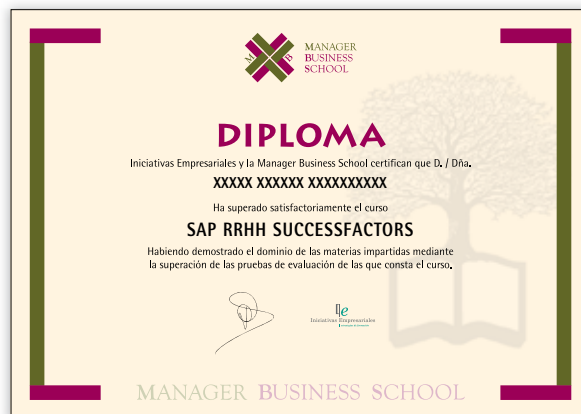 M B
MANAGER
BUSINESS
SCHOOL
DIPLOMA
Iniciativas Empresariales y la Manager Business School certifican que D. / Dña.
XXXXX XXXXXX XXXXXXXXXX
Ha superado satisfactoriamente el curso
SAP RRHH SUCCESSFACTORS
Habiendo demostrado el dominio de las materias impartidas mediante
la superación de las pruebas de evaluación de las que consta el curso.
Iniciativas Empresariales
MANAGER BUSINESS SCHOOL